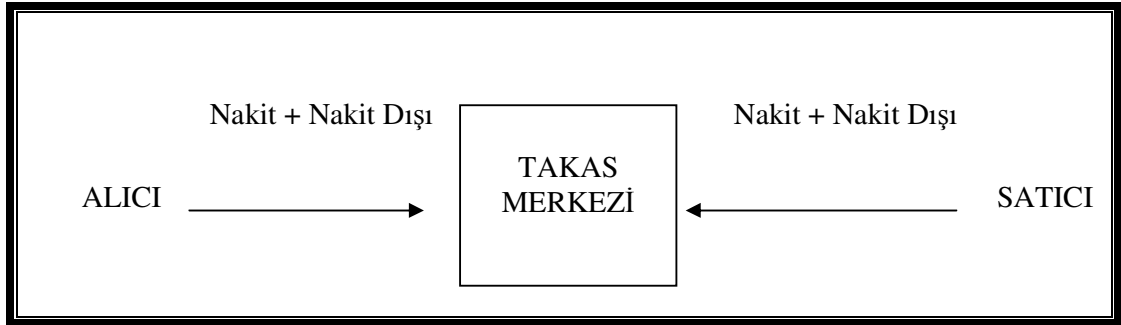 Nakit + Nakit Dışı
Nakit + Nakit Dışı
ALICI
TAKAS
MERKEZİ
SATICI